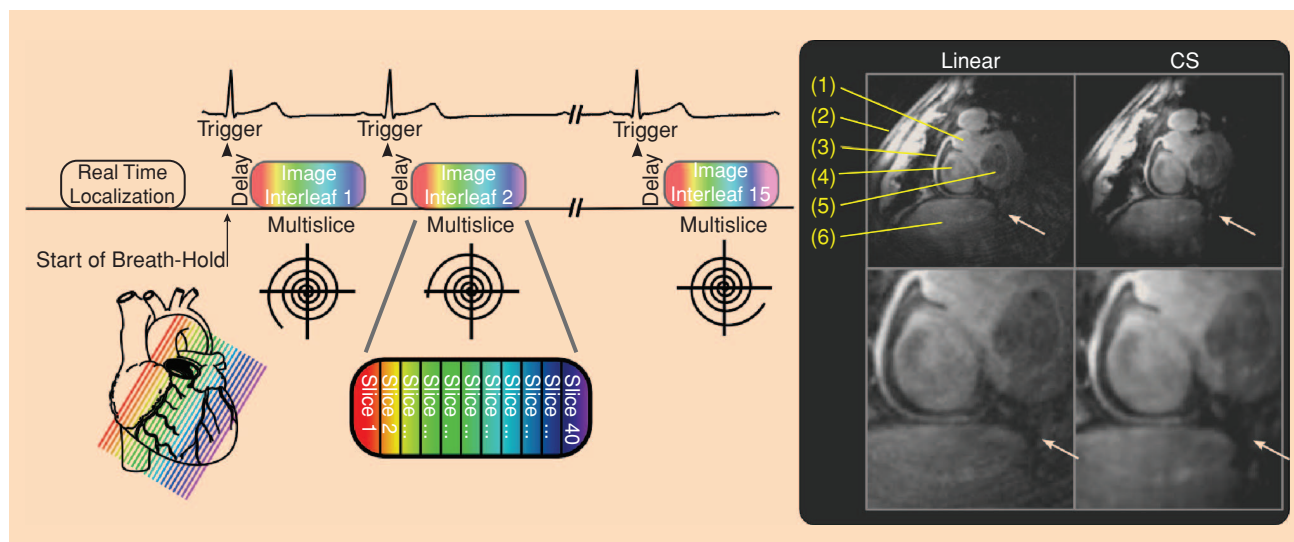 Trigger
Trigger
Trigger
Real Time
Localization
Delay
Image
Interleaf 1
Delay
Image
Interleaf 2
Delay
Image
Interleaf 15
Start of Breath-Hold
Multislice
Multislice
Multislice
Slice 1
Slice 2
Slice ...
Slice ...
Slice ...
Slice ...
Slice ...
Slice ...
Slice ...
Slice ...
Slice 40
Linear
CS
(1)
(2)
(3)
(4)
(5)
(6)